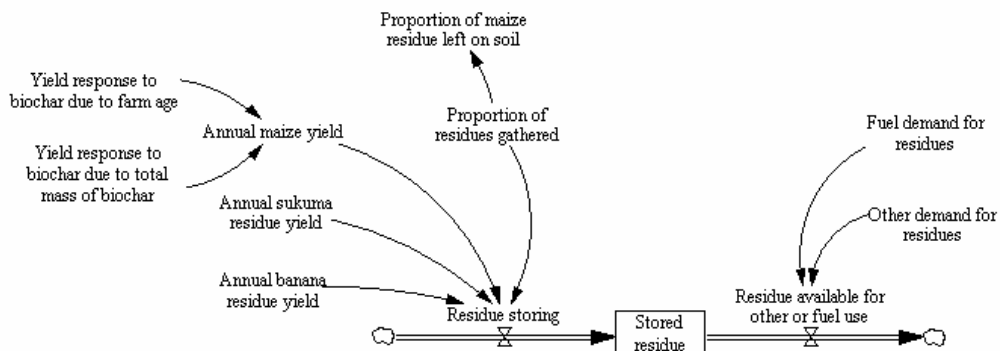 Proportion of maize
residue left on soil
Yield response to
biochar due to farm age
Proportion of
residues gathered
Annual maize yield
Fuel demand for
residues
Yield response to
biochar due to total
mass of biochar
Annual sukuma
residue yield
Other demand for
residues
Annual banana
residue yield
Residue storing
Residue available for
other or fuel use
Stored
residue